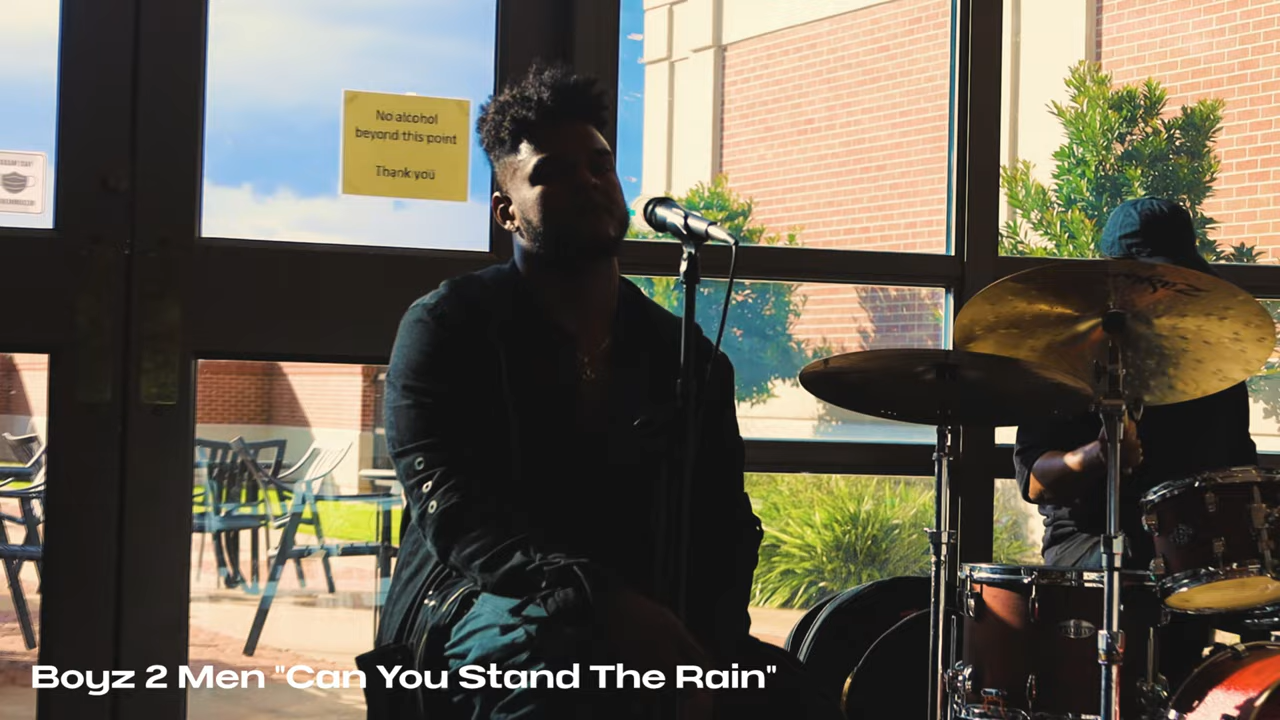 No alcohol
beyond this point
Thank you
Boyz 2 Men "Can You Stand The Rain"